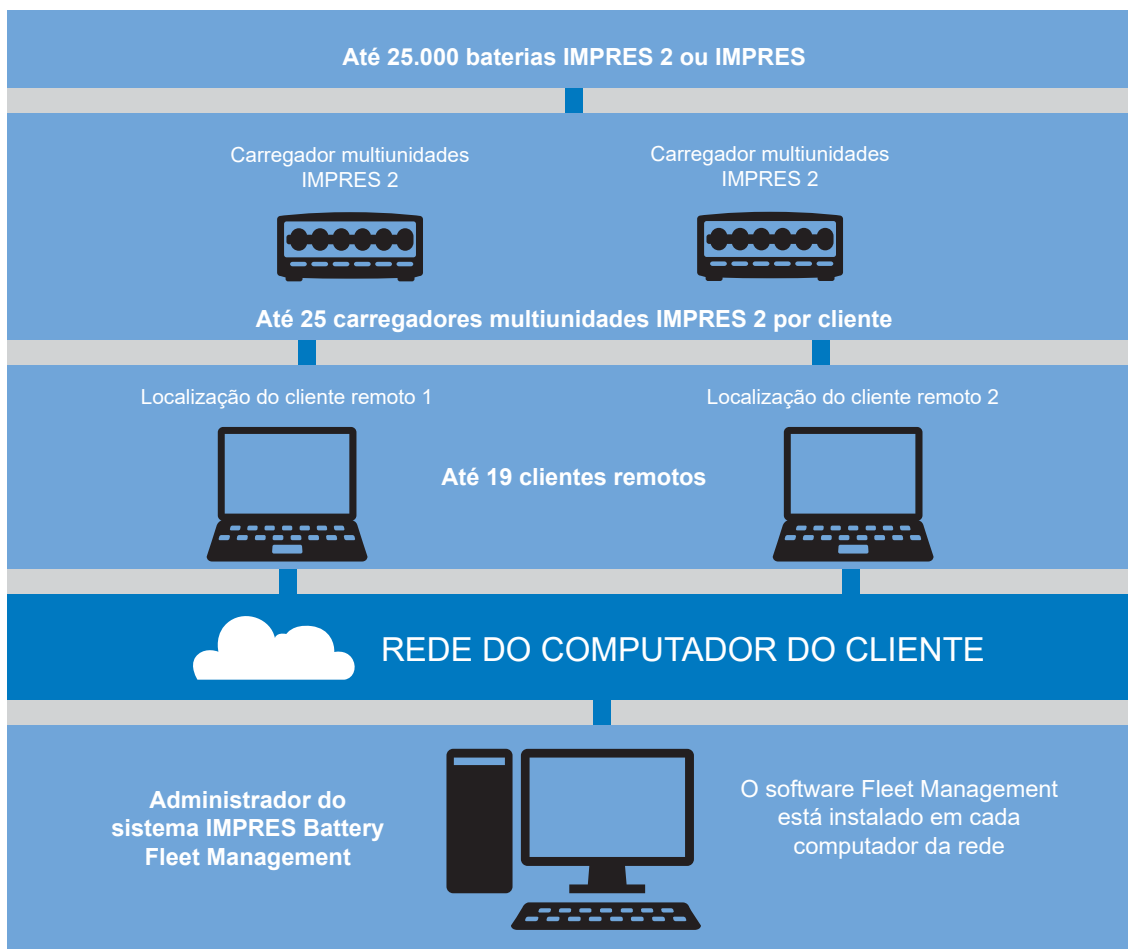 Até 25.000 baterias IMPRES 2 ou IMPRES
Carregador multiunidades
IMPRES 2
Carregador multiunidades
IMPRES 2
Até 25 carregadores multiunidades IMPRES 2 por cliente
Localização do cliente remoto 1
Localização do cliente remoto 2
Até 19 clientes remotos
REDE DO COMPUTADOR DO CLIENTE
Administrador do
sistema IMPRES Battery
Fleet Management
O software Fleet Management
está instalado em cada
computador da rede